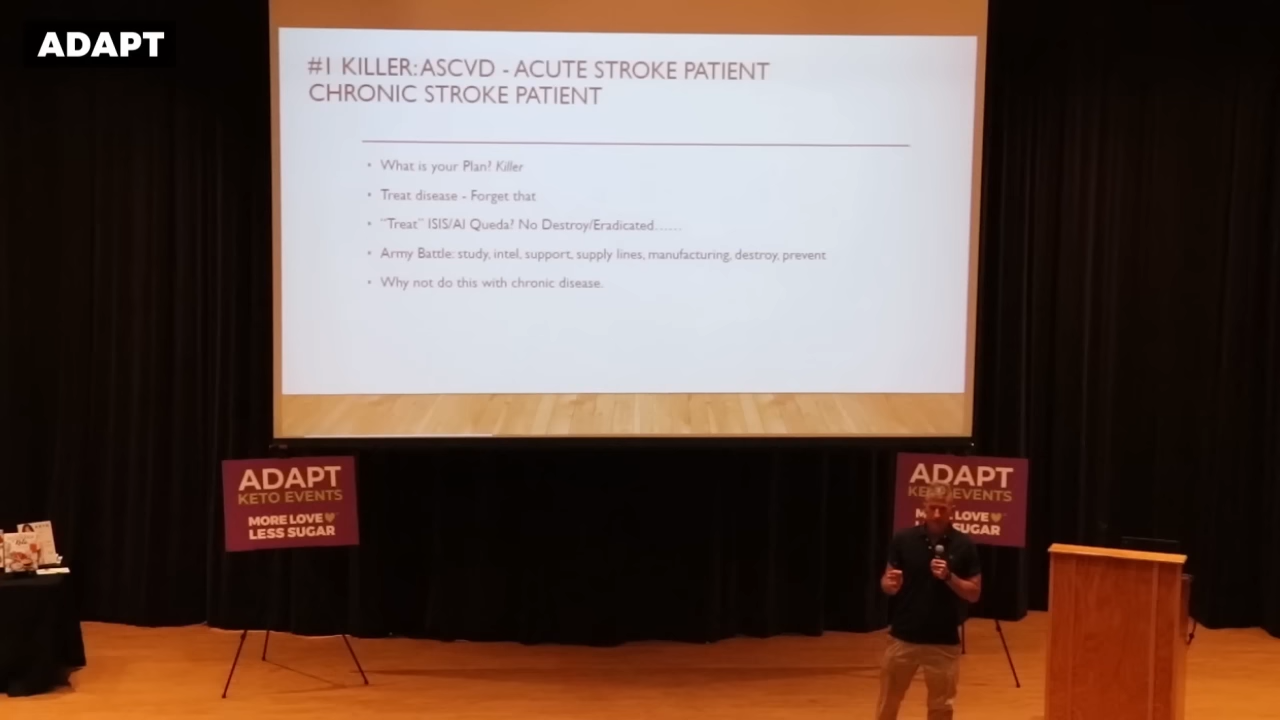 ADAPT
#1 KILLER: ASCVD - ACUTE STROKE PATIENT
CHRONIC STROKE PATIENT
• What is your Plan? Killer
• Treat disease - Forget that
• "Treat" ISIS/Al Queda? No Destroy/Eradicated......
• Army Battle: study, intel, support, supply lines, manufacturing, destroy, prevent
• Why not do this with chronic disease.
ADAPT
KETO EVENTS
MORE LOVE
LESS SUGAR
ADAPT
EVENTS
LOVE
SUGAR